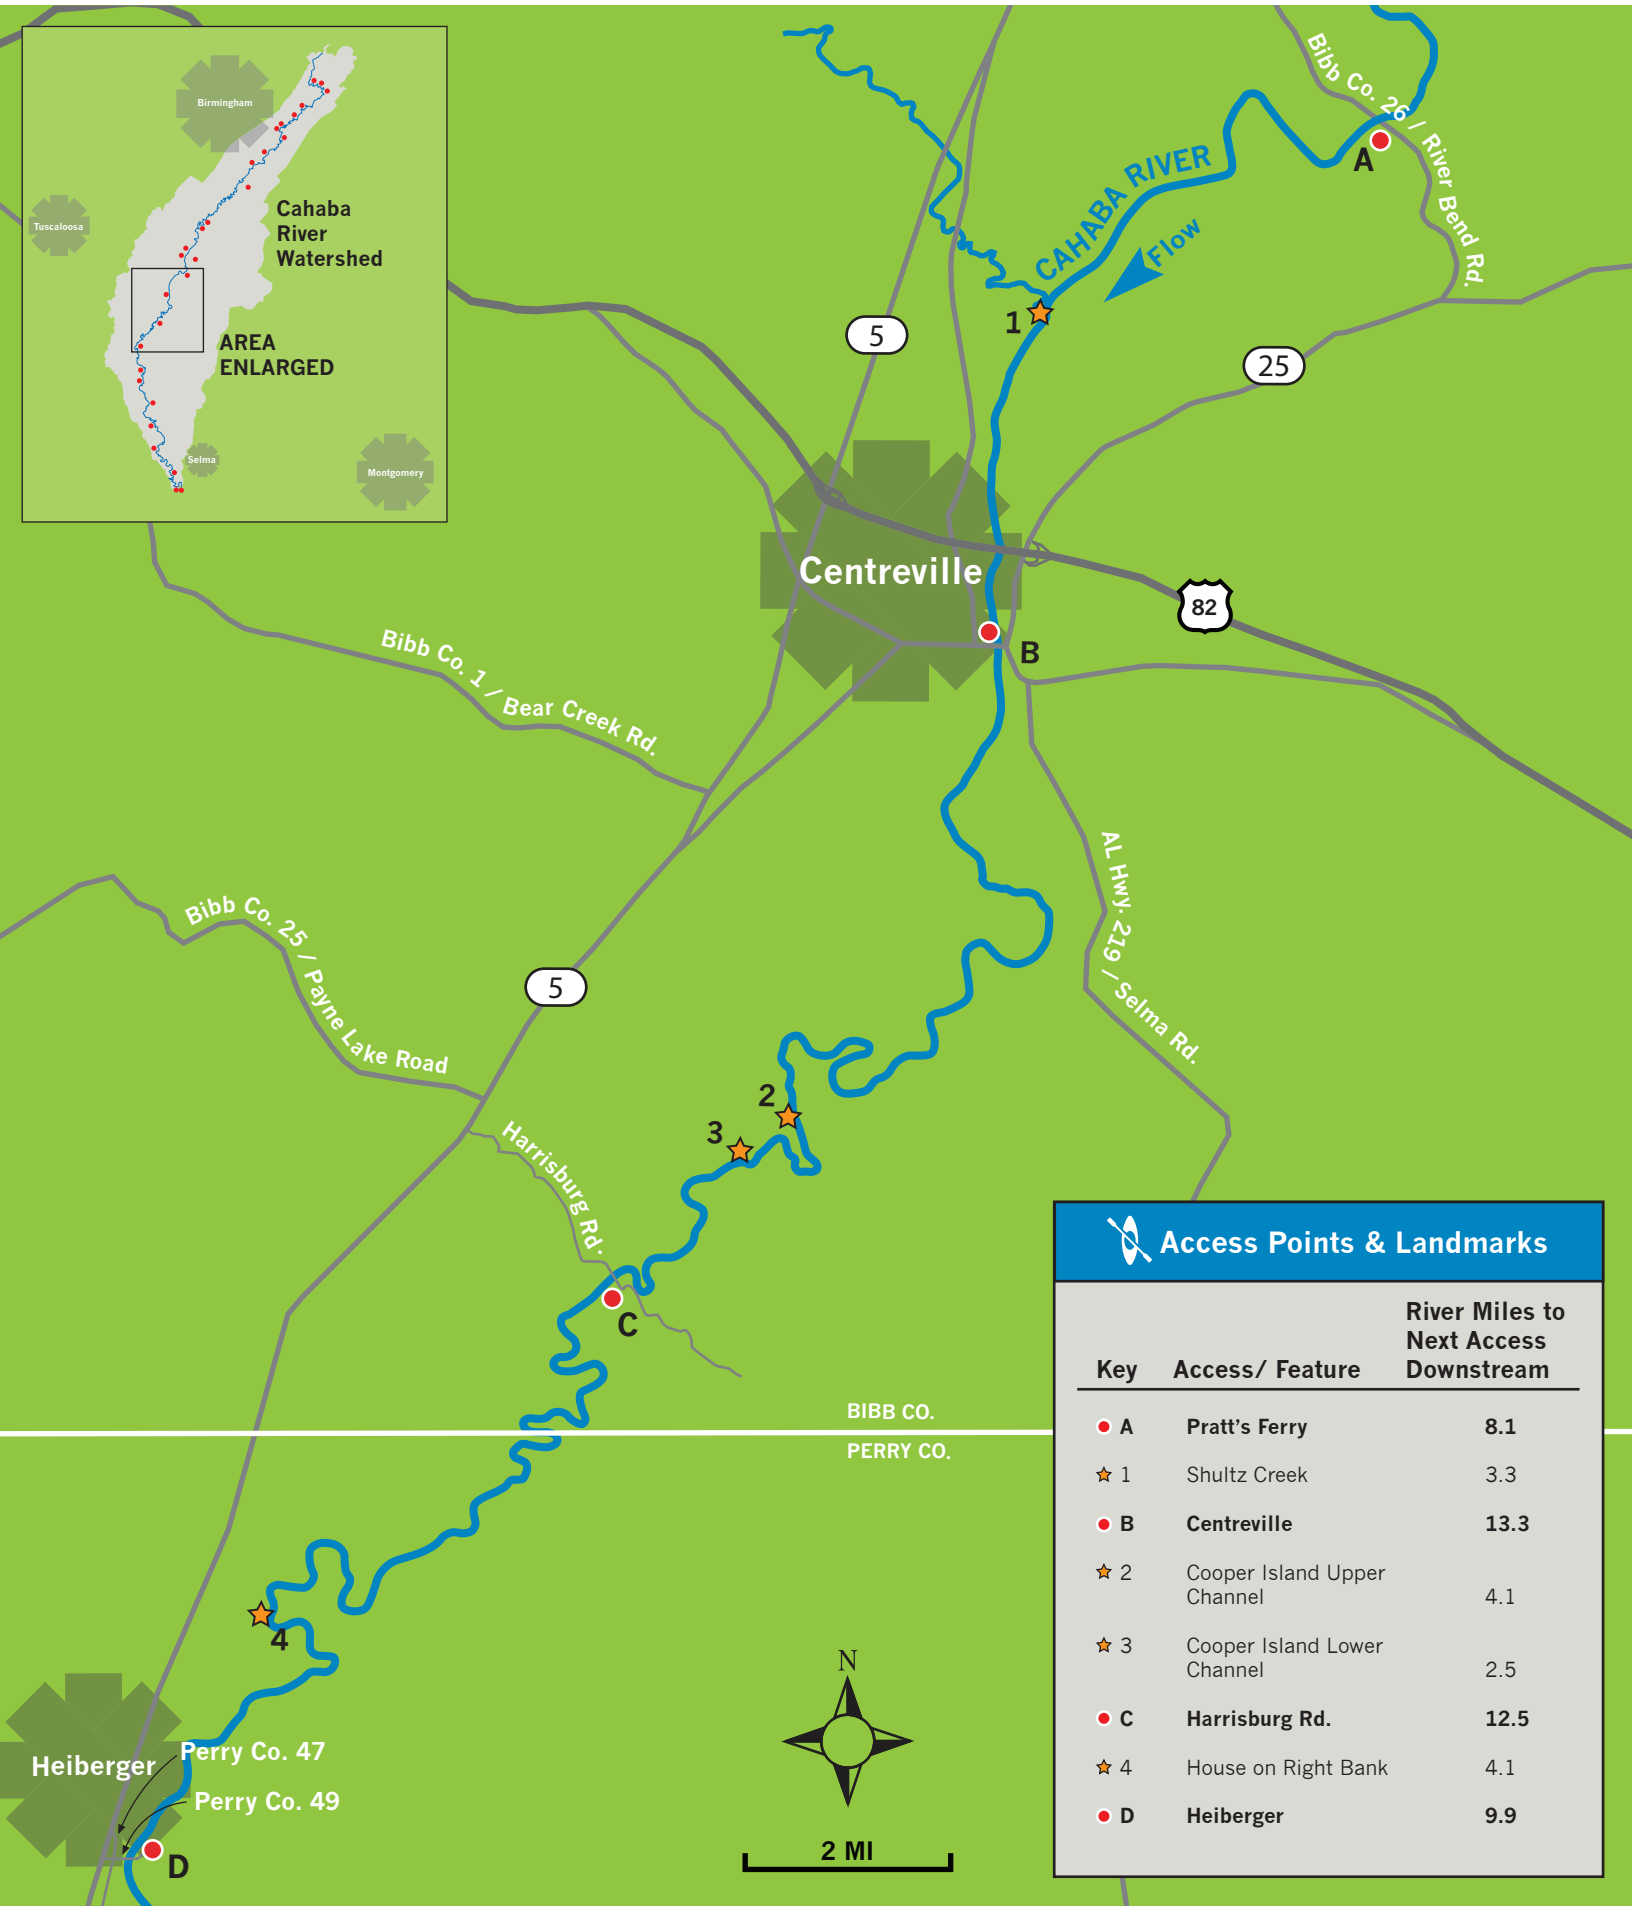 Birmingham
Tuscaloosa
Cahaba
River
Watershed
AREA
ENLARGED
Selma
Montgomery
Bibb Co. 26 / River Bend Rd.
A
CAHABA RIVER
Flow
1
5
25
Centreville
82
B
Bibb Co. 1 / Bear Creek Rd.
AL Hwy. 219 / Selma Rd.
Bibb Co. 25 / Payne Lake Road
5
2
3
Harrisburg Rd.
C
BIBB CO.
PERRY CO.
4
Heiberger
Perry Co. 47
Perry Co. 49
D
N
2 MI
Access Points & Landmarks
River Miles to
Next Access
Key Access/ Feature Downstream
A Pratt's Ferry 8.1
1 Shultz Creek 3.3
B Centreville 13.3
2 Cooper Island Upper
Channel 4.1
3 Cooper Island Lower
Channel 2.5
C Harrisburg Rd. 12.5
4 House on Right Bank 4.1
D Heiberger 9.9